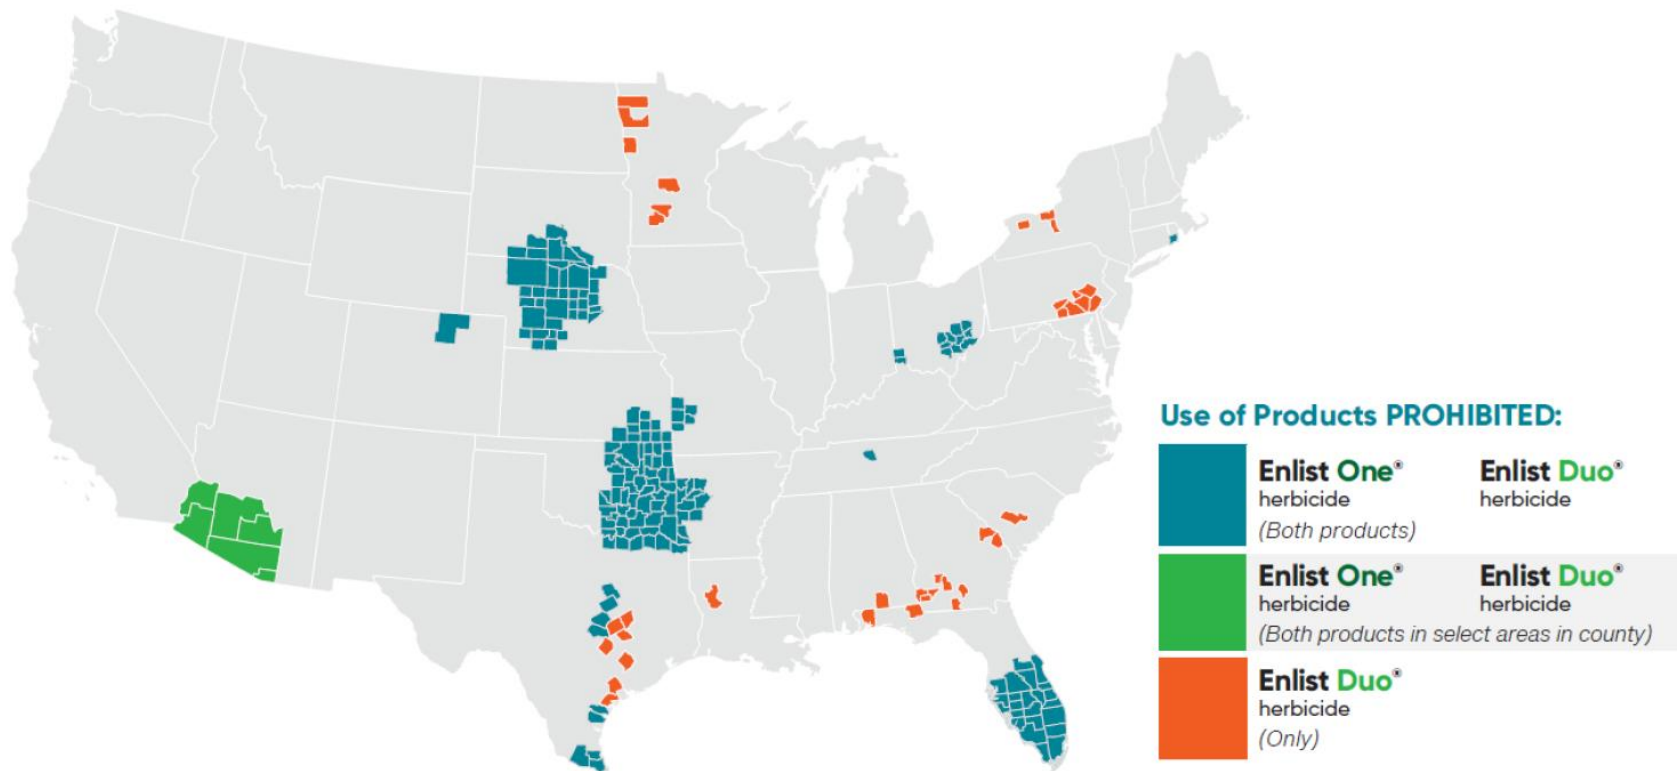 Use of Products PROHIBITED:
Enlist One® Enlist Duo®
herbicide herbicide
(Both products)
Enlist One® Enlist Duo®
herbicide herbicide
(Both products in select areas in county)
Enlist Duo®
herbicide
(Only)